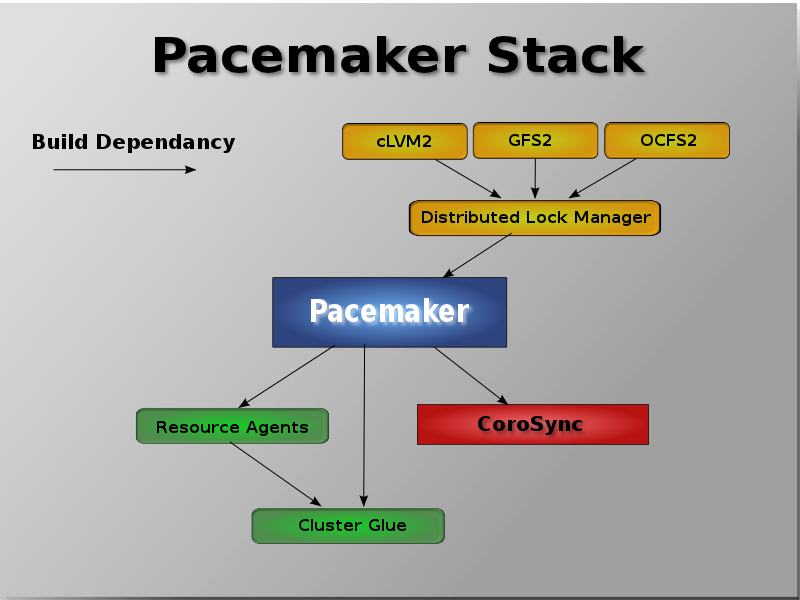 Pacemaker Stack
Build Dependancy
cLVM2
GFS2
OCFS2
Distributed Lock Manager
Pacemaker
Resource Agents
CoroSync
Cluster Glue